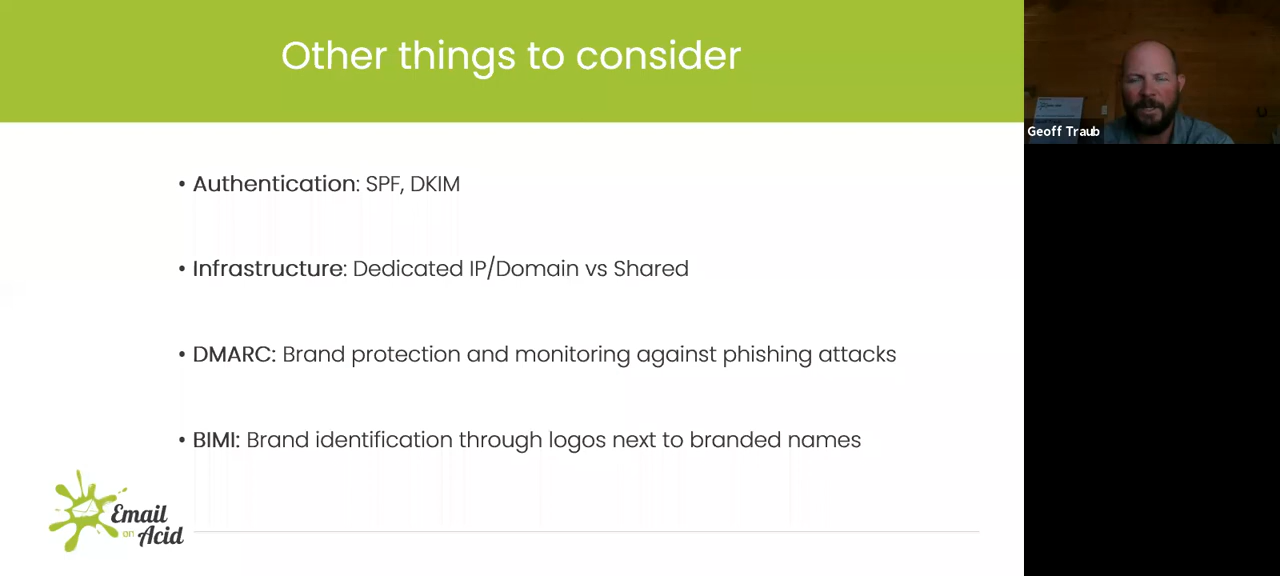 Other things to consider
Geoff Traub
• Authentication: SPF, DKIM
• Infrastructure: Dedicated IP/Domain vs Shared
• DMARC: Brand protection and monitoring against phishing attacks
• BIMI: Brand identification through logos next to branded names
Email
on Acid